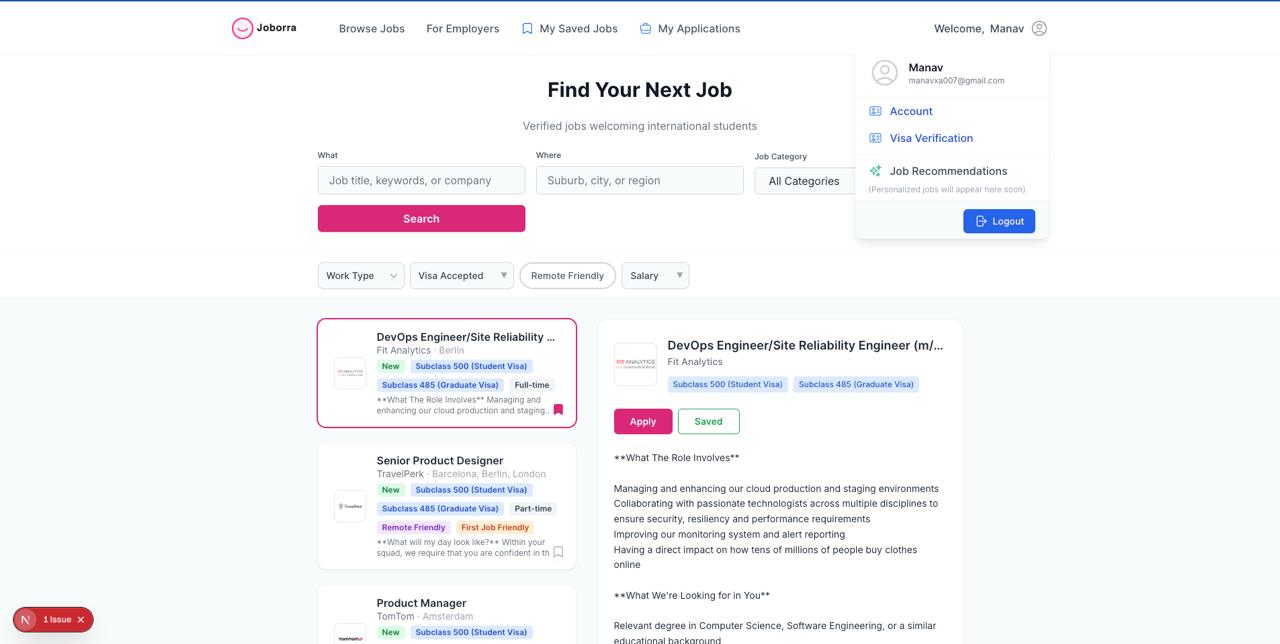 Joborra
Browse Jobs
For Employers
My Saved Jobs
My Applications
Welcome, Manav
Manav
manavxa007@gmail.com
Account
Visa Verification
Job Recommendations
(Personalized jobs will appear here soon)
Logout
Find Your Next Job
Verified jobs welcoming international students
What
Where
Job Category
Job title, keywords, or company
Suburb, city, or region
All Categories
Search
Work Type
Visa Accepted
Remote Friendly
Salary
DevOps Engineer/Site Reliability ...
Fit Analytics · Berlin
New
Subclass 500 (Student Visa)
Subclass 485 (Graduate Visa)
Full-time
**What The Role Involves** Managing and
enhancing our cloud production and staging..
FIT ANALYTICS
Senior Product Designer
TravelPerk · Barcelona, Berlin, London
New
Subclass 500 (Student Visa)
Subclass 485 (Graduate Visa)
Part-time
Remote Friendly
First Job Friendly
**What will my day look like?** Within your
squad, we require that you are confident in th
TravelPerk
Product Manager
TomTom · Amsterdam
New
Subclass 500 (Student Visa)
TOMTOM
FIT ANALYTICS
DevOps Engineer/Site Reliability Engineer (m/...
Fit Analytics
Subclass 500 (Student Visa)
Subclass 485 (Graduate Visa)
Apply
Saved
**What The Role Involves**
Managing and enhancing our cloud production and staging environments
Collaborating with passionate technologists across multiple disciplines to
ensure security, resiliency and performance requirements
Improving our monitoring system and alert reporting
Having a direct impact on how tens of millions of people buy clothes
online
**What We're Looking for in You**
Relevant degree in Computer Science, Software Engineering, or a similar
educational background
N
1 Issue